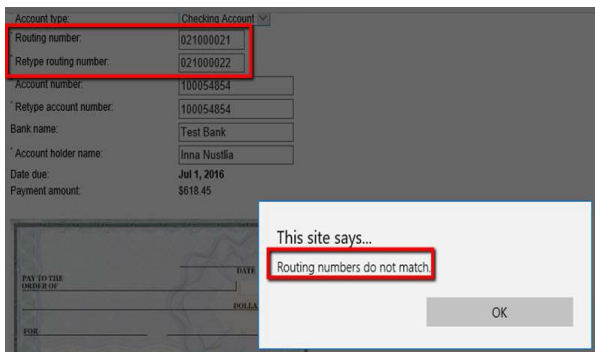 Account type: Checking Account
* Routing number: 021000021
* Retype routing number: 021000022
* Account number: 100054854
* Retype account number: 100054854
Bank name: Test Bank
* Account holder name: Inna Nustlia
Date due: Jul 1, 2016
Payment amount: $618.45
This site says...
Routing numbers do not match.
OK
PAY TO THE
ORDER OF
DATE
DOLLA
FOR